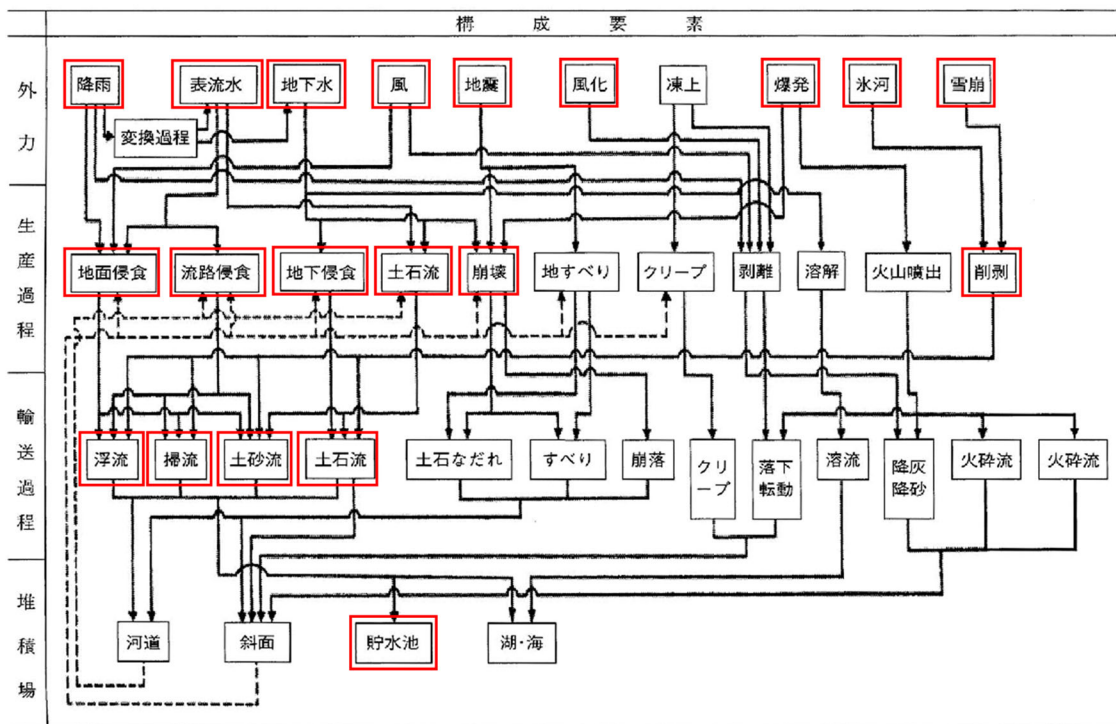 構成要素
外力
降雨 表流水 地下水 風 地震 風化 凍上 爆発 氷河 雪崩
変換過程
生産過程
地面侵食 流路侵食 地下侵食 土石流 崩壊 地すべり クリープ 剥離 溶解 火山噴出 削剥
輸送過程
浮流 掃流 土砂流 土石流 土石なだれ すべり 崩落 クリープ 落下転動 溶流 降灰降砂 火砕流 火砕流
堆積場
河道 斜面 貯水池 湖・海